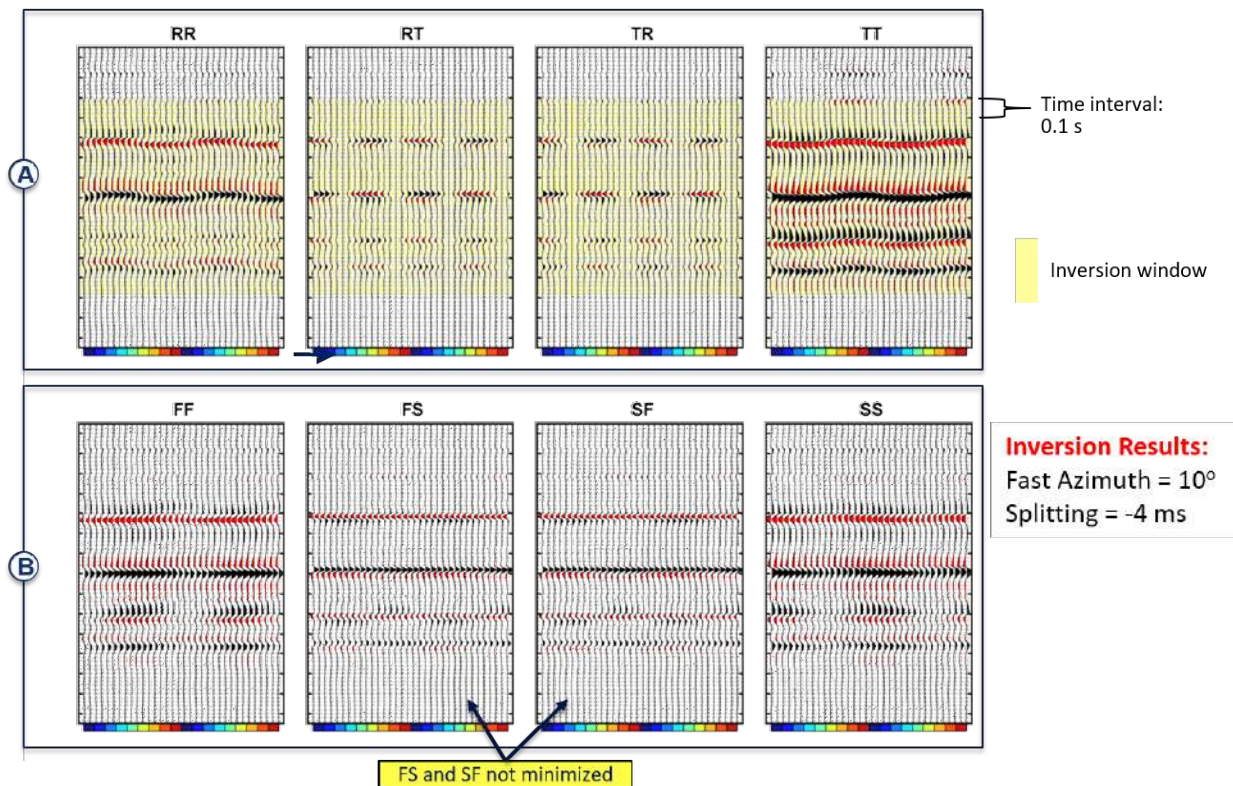 RR RT TR TT
A
Time interval:
0.1 s
Inversion window
FF FS SF SS
B
Inversion Results:
Fast Azimuth = 10°
Splitting = -4 ms
FS and SF not minimized